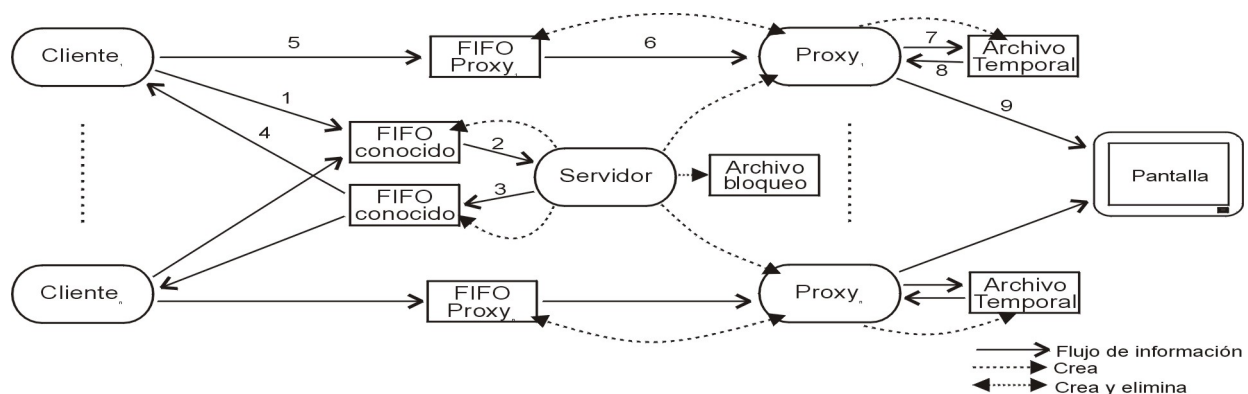 5
6
7
8
Cliente
FIFO
Proxy
Proxy
Archivo
Temporal
1
9
4
FIFO
conocido
2
Servidor
Archivo
bloqueo
Pantalla
3
FIFO
conocido
Cliente
FIFO
Proxy
Proxy
Archivo
Temporal
Flujo de información
Crea
Crea y elimina